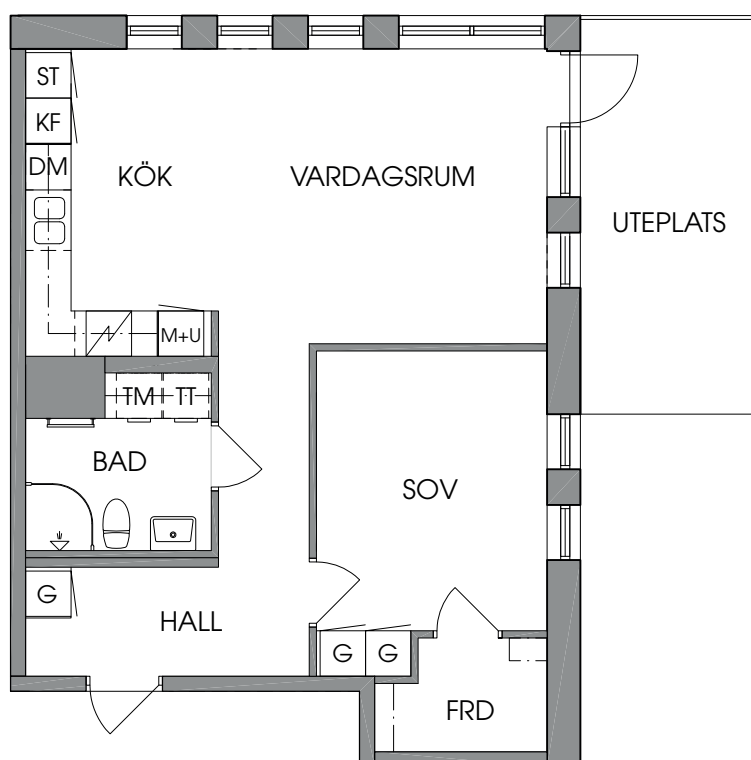 ST
KF
DM
KÖK
VARDAGSRUM
UTEPLATS
M+U
TM
TT
BAD
SOV
G
HALL
G
G
FRD